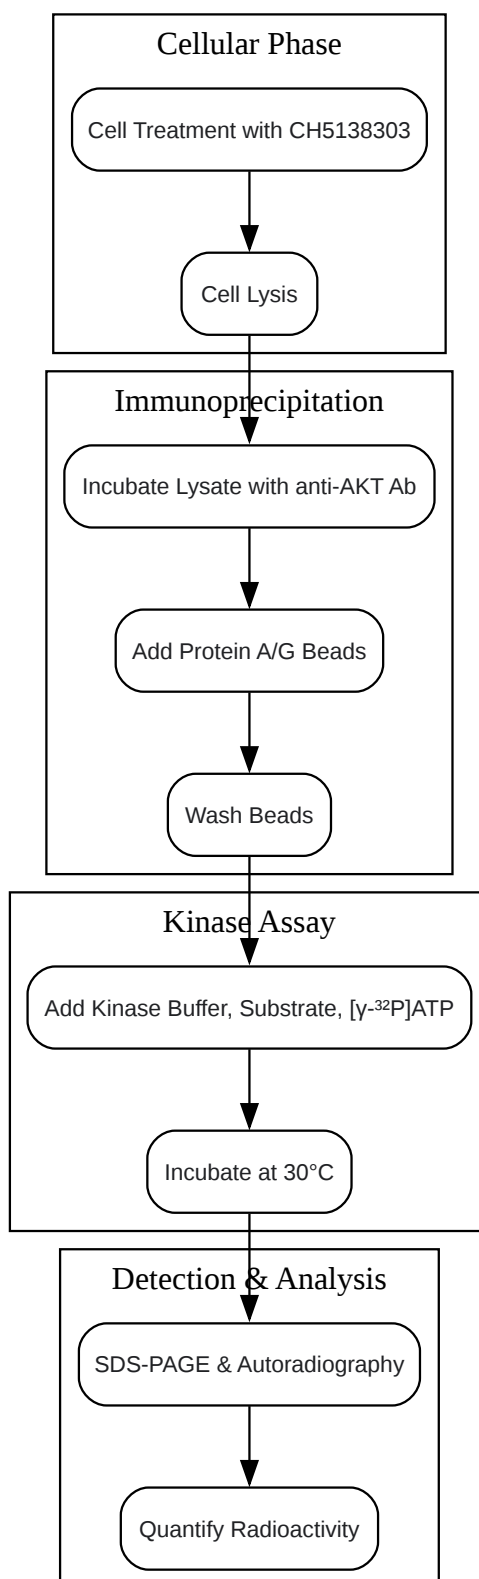 Cellular Phase
Cell Treatment with CH5138303
Cell Lysis
Immunoprecipitation
Incubate Lysate with anti-AKT Ab
Add Protein A/G Beads
Wash Beads
Kinase Assay
Add Kinase Buffer, Substrate, [γ-³²P]ATP
Incubate at 30°C
Detection & Analysis
SDS-PAGE & Autoradiography
Quantify Radioactivity